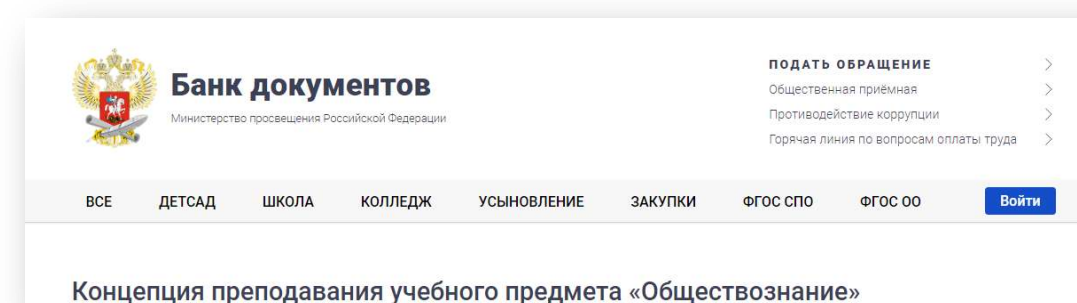 Банк документов
Министерство просвещения Российской Федерации
ПОДАТЬ ОБРАЩЕНИЕ
Общественная приёмная
Противодействие коррупции
Горячая линия по вопросам оплаты труда
ВСЕ ДЕТСАД ШКОЛА КОЛЛЕДЖ УСЫНОВЛЕНИЕ ЗАКУПКИ ФГОС СПО ФГОС ОО Войти
Концепция преподавания учебного предмета «Обществознание»